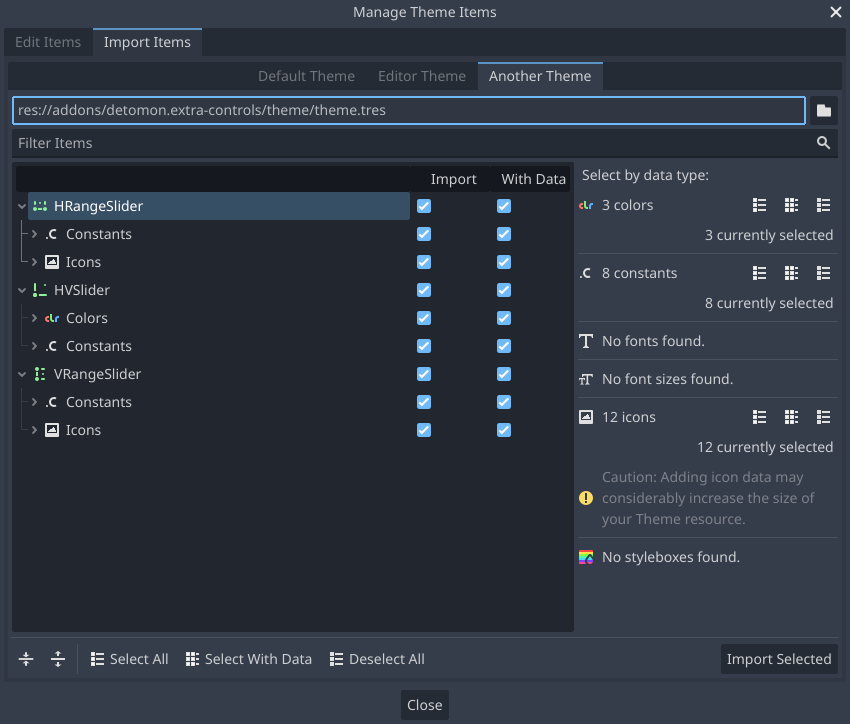 Manage Theme Items
Edit Items Import Items
Default Theme Editor Theme Another Theme
res://addons/detomon.extra-controls/theme/theme.tres
Filter Items
Import With Data
HRangeSlider
.C Constants
Icons
HVSlider
clr Colors
.C Constants
VRangeSlider
.C Constants
Icons
Select by data type:
clr 3 colors
3 currently selected
.C 8 constants
8 currently selected
No fonts found.
No font sizes found.
12 icons
12 currently selected
Caution: Adding icon data may
considerably increase the size of
your Theme resource.
No styleboxes found.
Select All Select With Data Deselect All Import Selected
Close